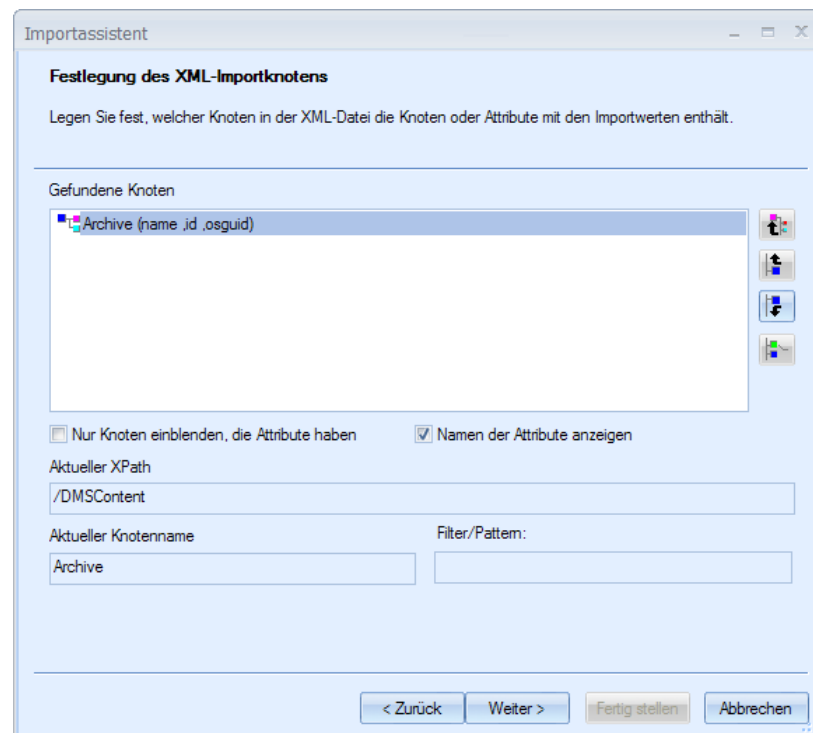 Importassistent
Festlegung des XML-Importknotens
Legen Sie fest, welcher Knoten in der XML-Datei die Knoten oder Attribute mit den Importwerten enthält.
Gefundene Knoten
Archive (name ,id ,osguid)
Nur Knoten einblenden, die Attribute haben
Namen der Attribute anzeigen
Aktueller XPath
/DMSContent
Aktueller Knotenname
Filter/Pattern:
Archive
< Zurück
Weiter >
Fertig stellen
Abbrechen